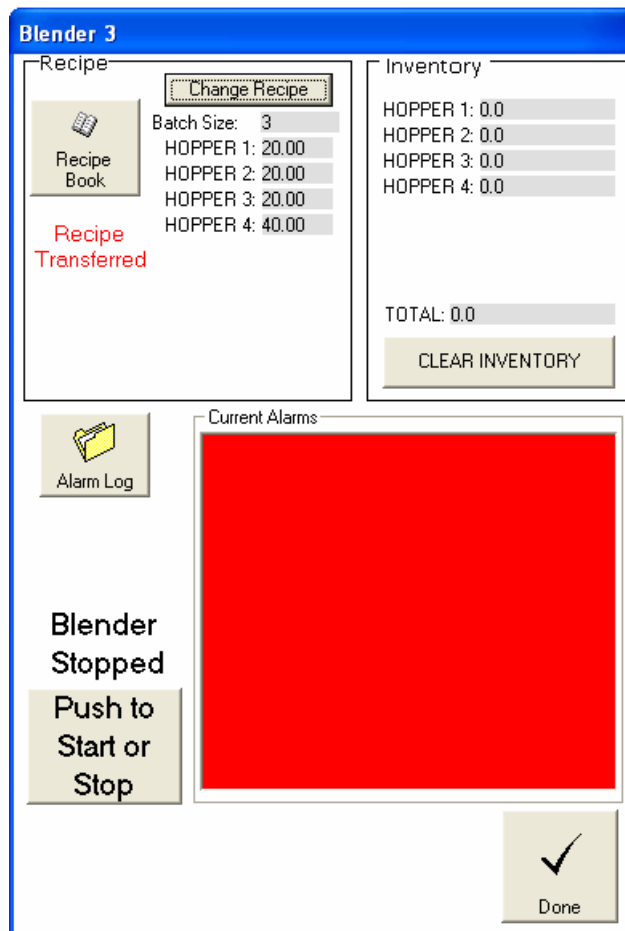 Blender 3
Recipe
Change Recipe
Recipe
Book
Batch Size: 3
HOPPER 1: 20.00
HOPPER 2: 20.00
HOPPER 3: 20.00
HOPPER 4: 40.00
Recipe
Transferred
Inventory
HOPPER 1: 0.0
HOPPER 2: 0.0
HOPPER 3: 0.0
HOPPER 4: 0.0
TOTAL: 0.0
CLEAR INVENTORY
Alarm Log
Current Alarms
Blender
Stopped
Push to
Start or
Stop
Done